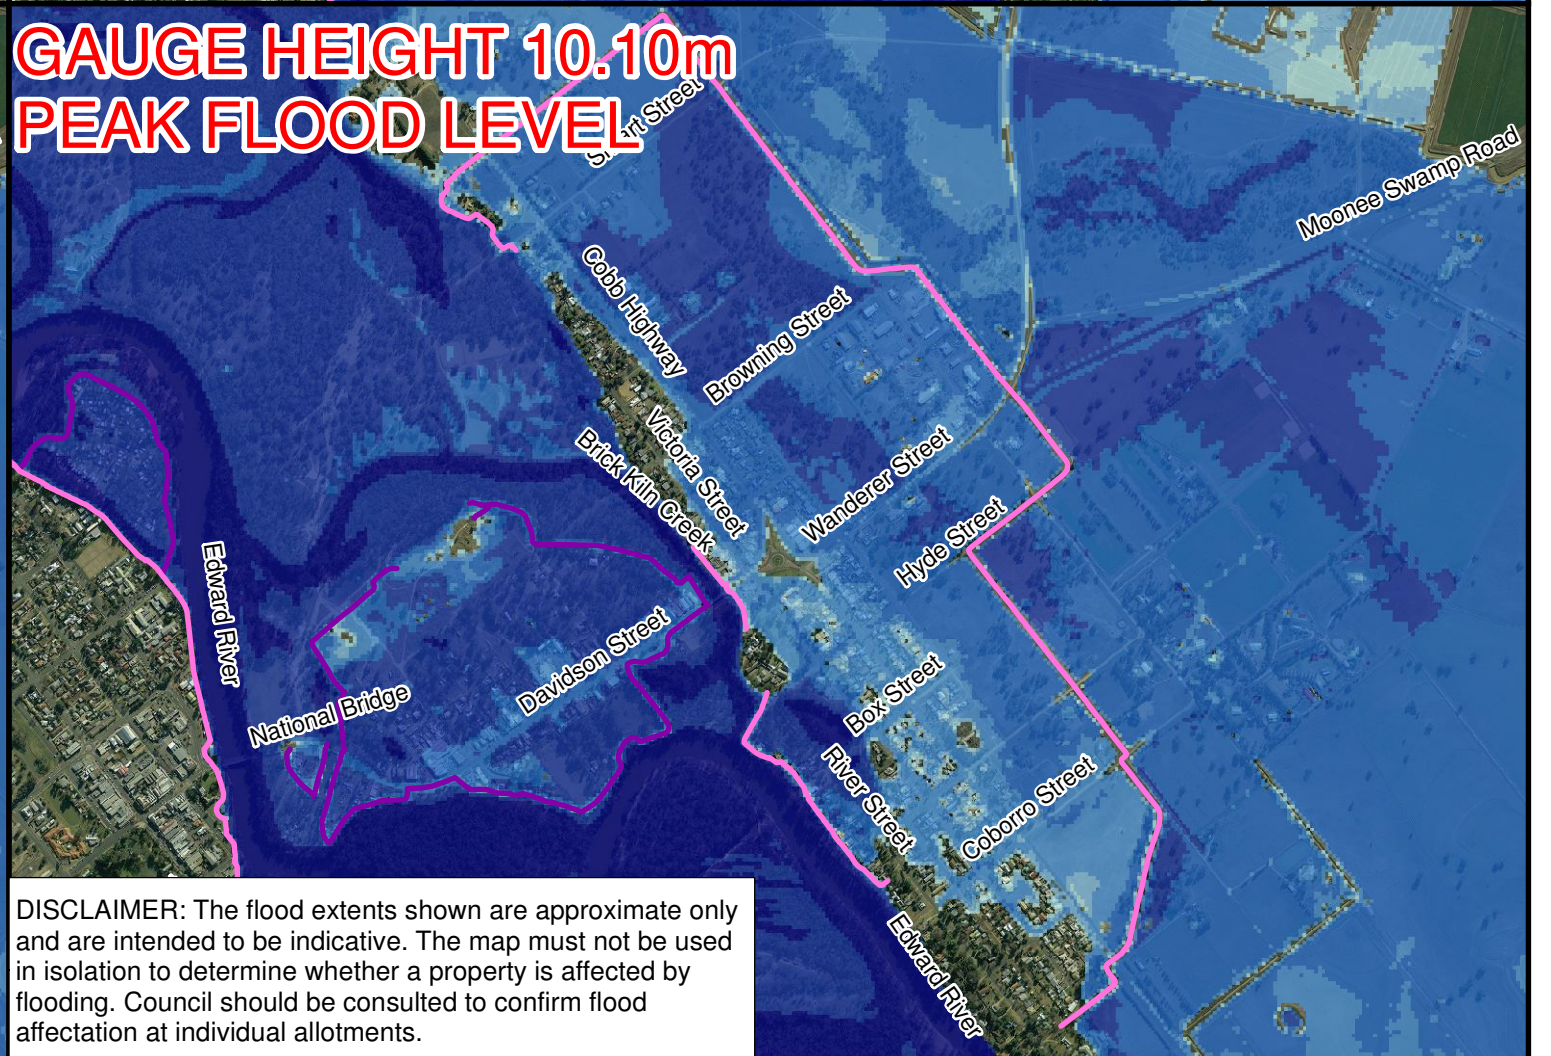 GAUGE HEIGHT 10.10m
PEAK FLOOD LEVEL
Street
Moonee Swamp Road
Cobb Highway
Browning Street
Victoria Street
Brick Kiln Creek
Wanderer Street
Hyde Street
Edward River
Davidson Street
National Bridge
Box Street
River Street
Coborro Street
Edward River
DISCLAIMER: The flood extents shown are approximate only
and are intended to be indicative. The map must not be used
in isolation to determine whether a property is affected by
flooding. Council should be consulted to confirm flood
affectation at individual allotments.